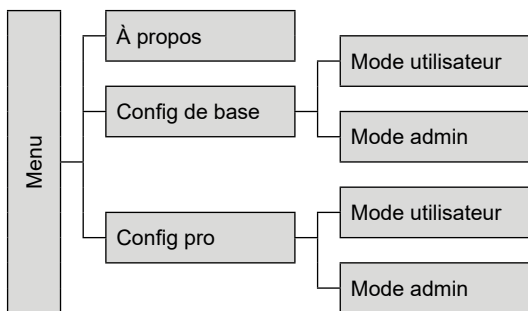 Menu
À propos
Config de base
Mode utilisateur
Mode admin
Config pro
Mode utilisateur
Mode admin